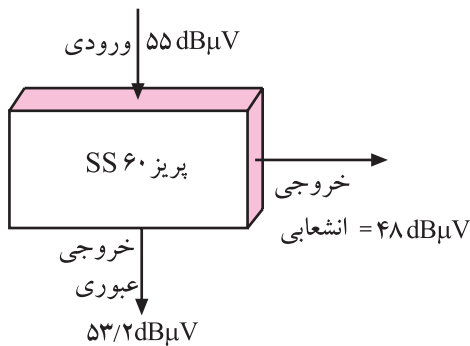 ورودی ۵۵ dBµV
پریز SS ۶۰
خروجی
انشعابی = ۴۸ dBµV
خروجی
عبوری
۵۳/۲dBµV